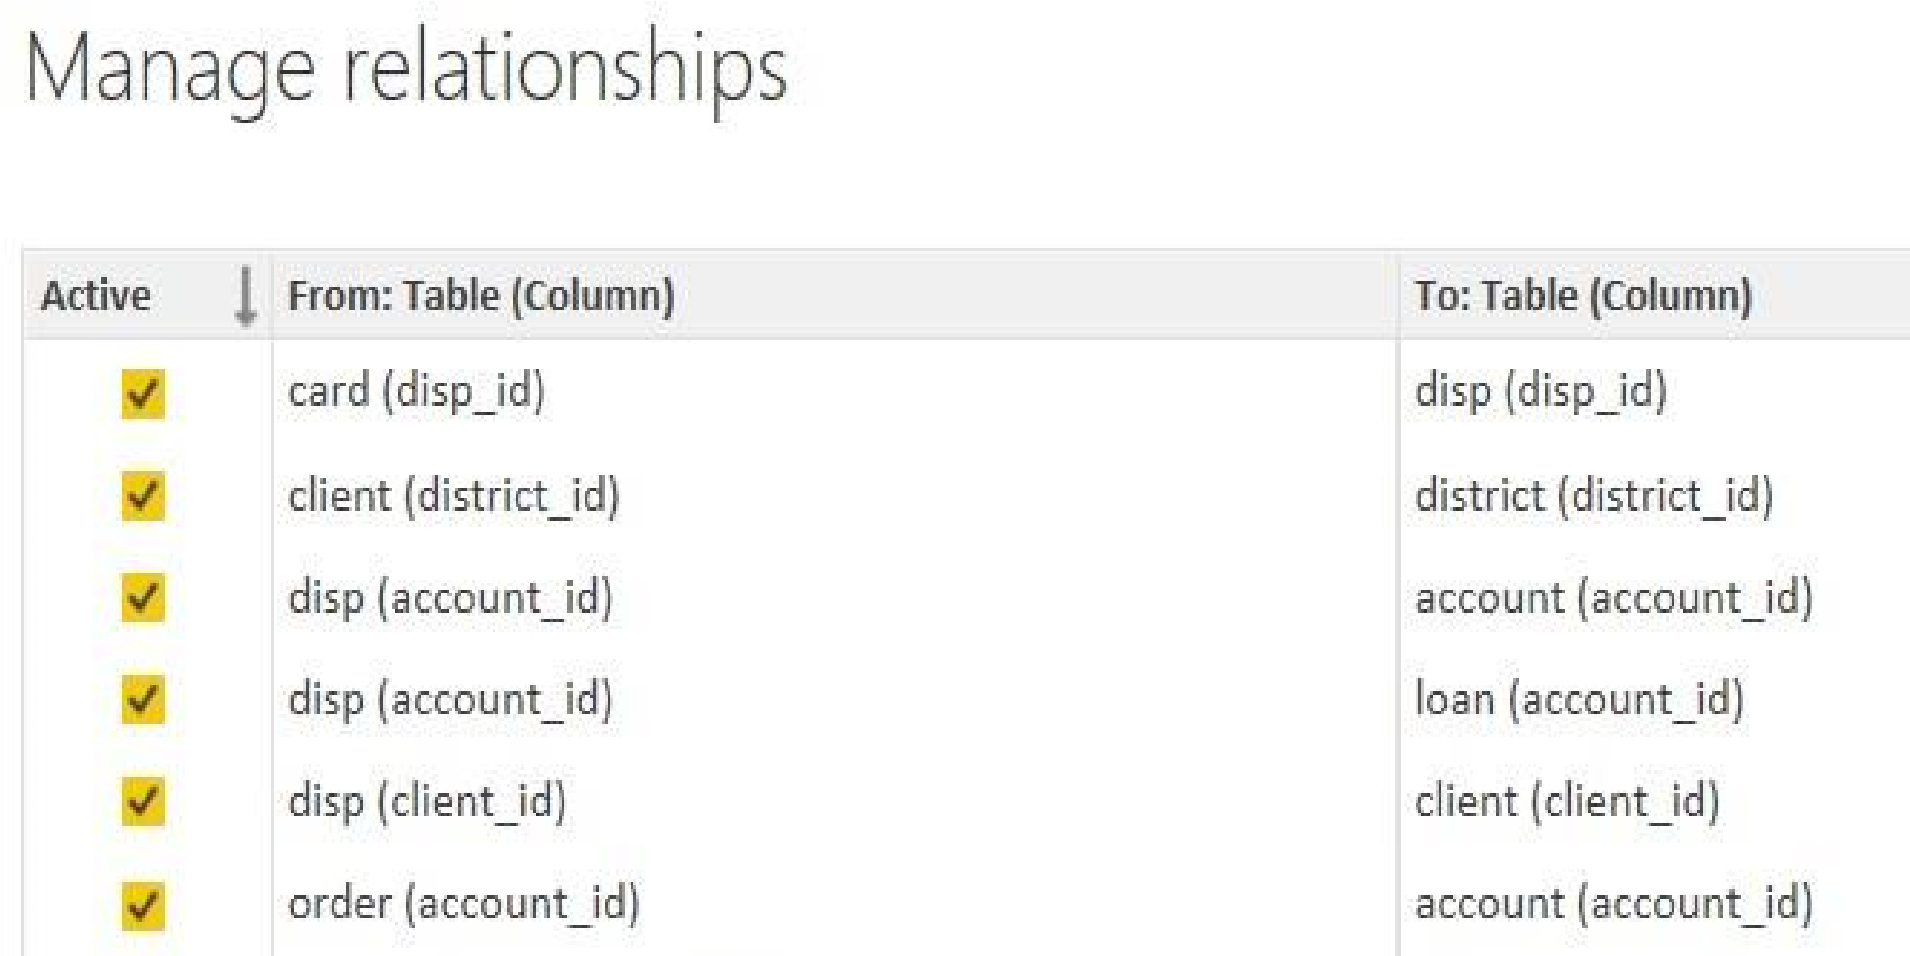 Manage relationships
Active From: Table (Column) To: Table (Column)
card (disp_id) disp (disp_id)
client (district_id) district (district_id)
disp (account_id) account (account_id)
disp (account_id) loan (account_id)
disp (client_id) client (client_id)
order (account_id) account (account_id)